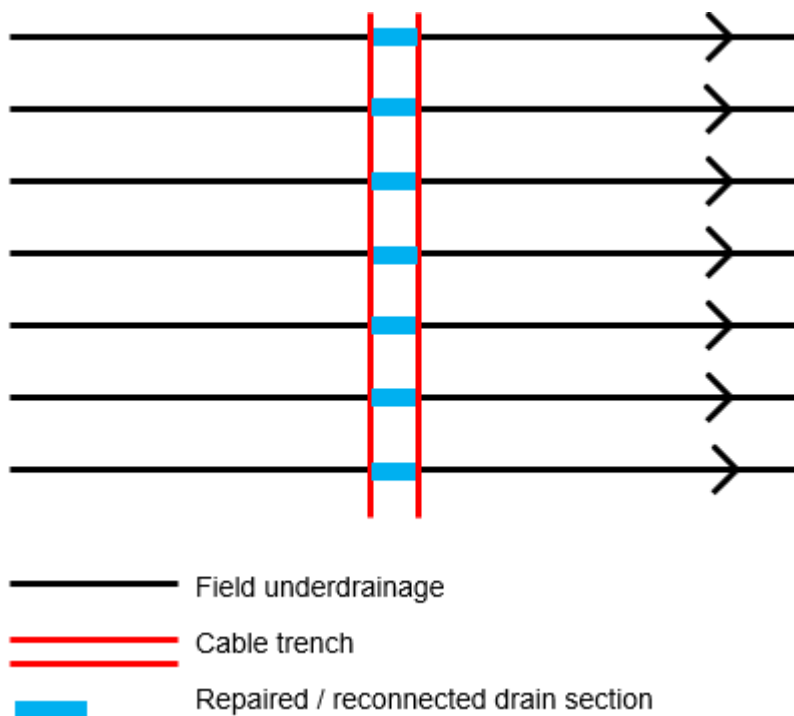 Field underdrainage
Cable trench
Repaired / reconnected drain section